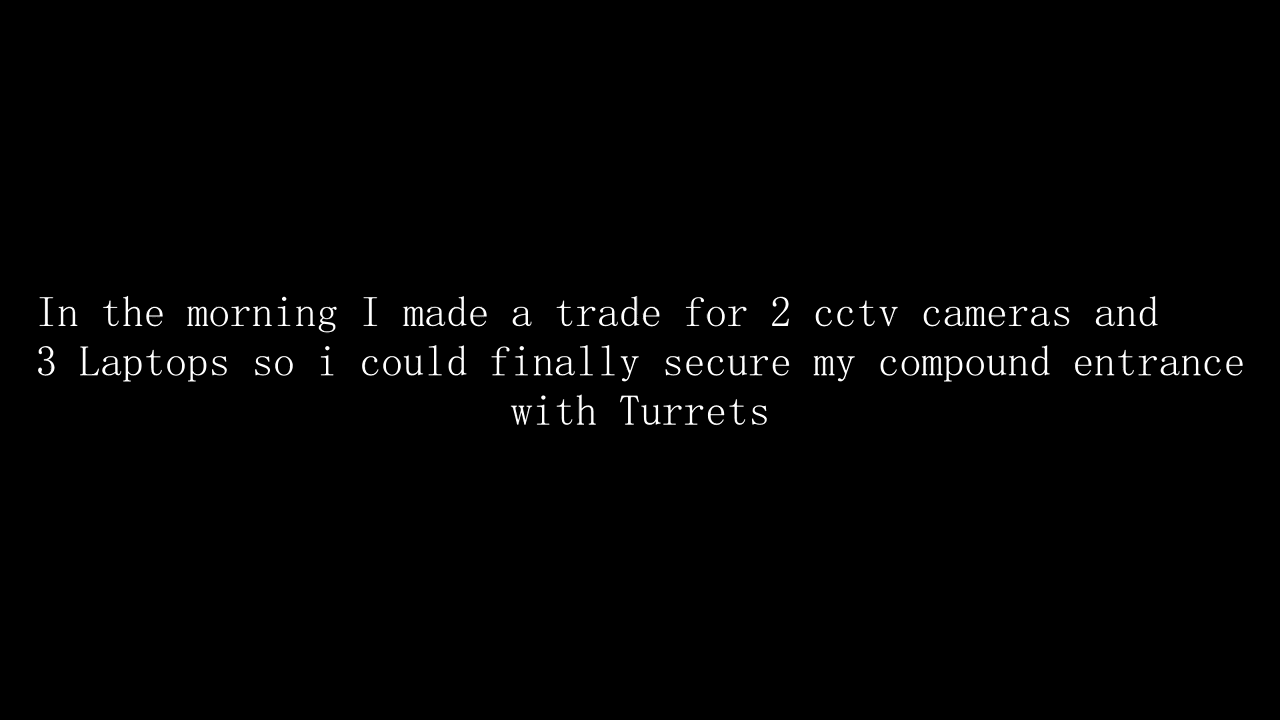 In the morning I made a trade for 2 cctv cameras and
3 Laptops so i could finally secure my compound entrance
with Turrets